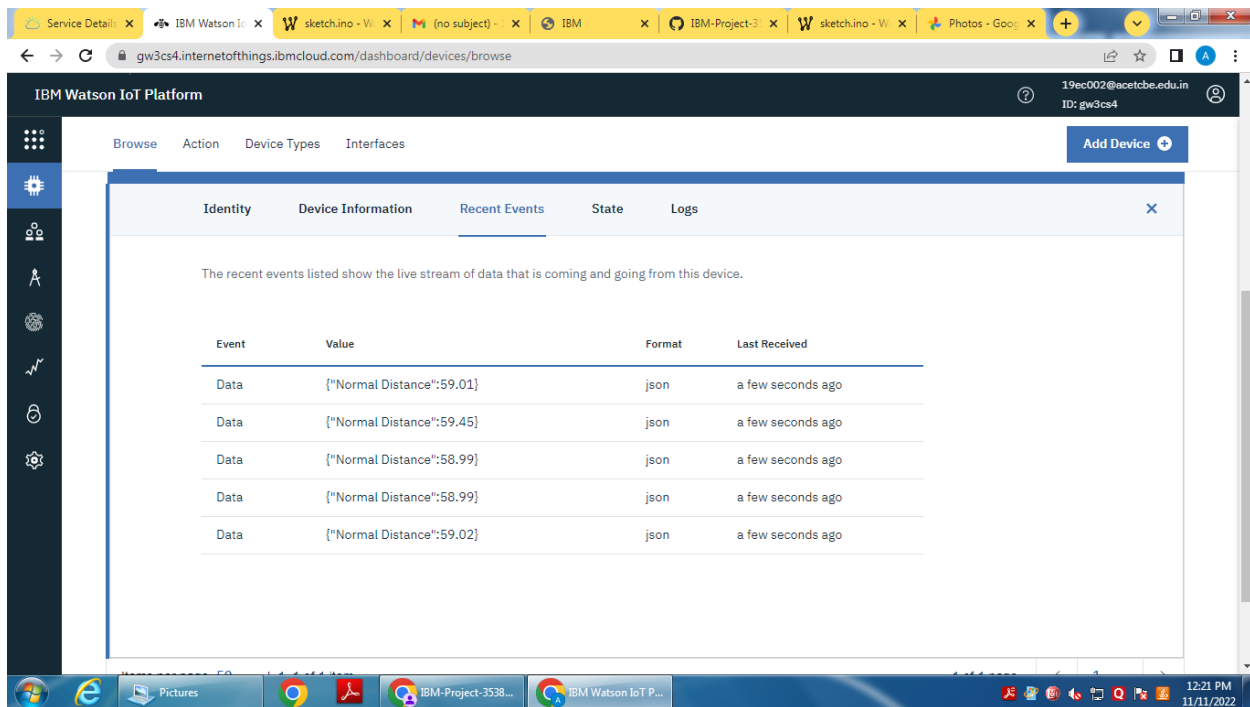 Service Details
IBM Watson Io
sketch.ino - W
(no subject) -
IBM
IBM-Project-35
sketch.ino - W
Photos - Goog
gw3cs4.internetofthings.ibmcloud.com/dashboard/devices/browse
A
IBM Watson IoT Platform
19ec002@acetcbe.edu.in
ID: gw3cs4
Browse Action Device Types Interfaces
Add Device
Identity Device Information Recent Events State Logs
The recent events listed show the live stream of data that is coming and going from this device.
Event Value Format Last Received
Data {"Normal Distance":59.01} json a few seconds ago
Data {"Normal Distance":59.45} json a few seconds ago
Data {"Normal Distance":58.99} json a few seconds ago
Data {"Normal Distance":58.99} json a few seconds ago
Data {"Normal Distance":59.02} json a few seconds ago
Pictures
IBM-Project-3538...
IBM Watson IoT P...
12:21 PM
11/11/2022